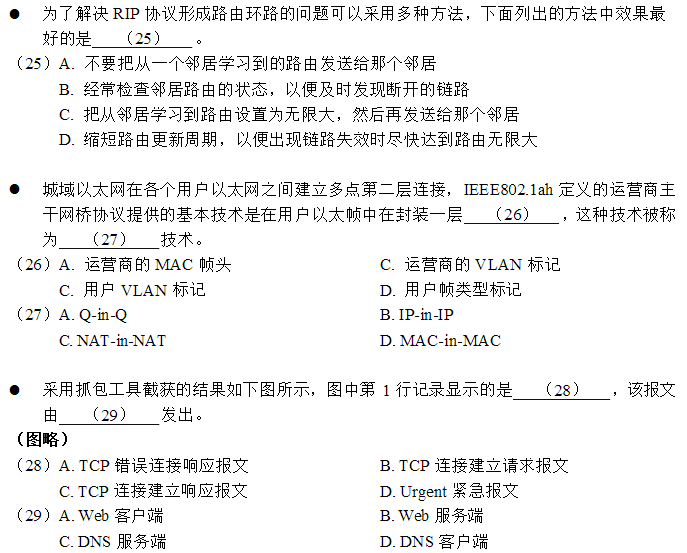 ● 为了解决 RIP 协议形成路由环路的问题可以采用多种方法，下面列出的方法中效果最
好的是 （25） 。
（25）A. 不要把从一个邻居学习到的路由发送给那个邻居
B. 经常检查邻居路由的状态，以便及时发现断开的链路
C. 把从邻居学习到路由设置为无限大，然后再发送给那个邻居
D. 缩短路由更新周期，以便出现链路失效时尽快达到路由无限大
● 城域以太网在各个用户以太网之间建立多点第二层连接，IEEE802.1ah 定义的运营商主
干网桥协议提供的基本技术是在用户以太帧中在封装一层 （26） ，这种技术被称
为 （27） 技术。
（26）A. 运营商的 MAC 帧头 C. 运营商的 VLAN 标记
C. 用户 VLAN 标记 D. 用户帧类型标记
（27）A. Q-in-Q B. IP-in-IP
C. NAT-in-NAT D. MAC-in-MAC
● 采用抓包工具截获的结果如下图所示，图中第 1 行记录显示的是 （28） ，该报文
由 （29） 发出。
（图略）
（28）A. TCP 错误连接响应报文 B. TCP 连接建立请求报文
C. TCP 连接建立响应报文 D. Urgent 紧急报文
（29）A. Web 客户端 B. Web 服务端
C. DNS 服务端 D. DNS 客户端